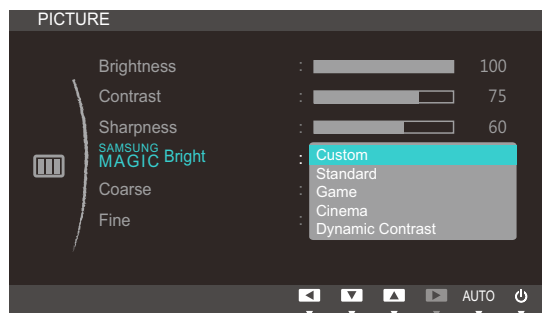 PICTURE
Brightness : 100
Contrast : 75
Sharpness : 60
SAMSUNG
MAGIC Bright : Custom
Standard
Coarse : Game
Cinema
Fine : Dynamic Contrast
AUTO